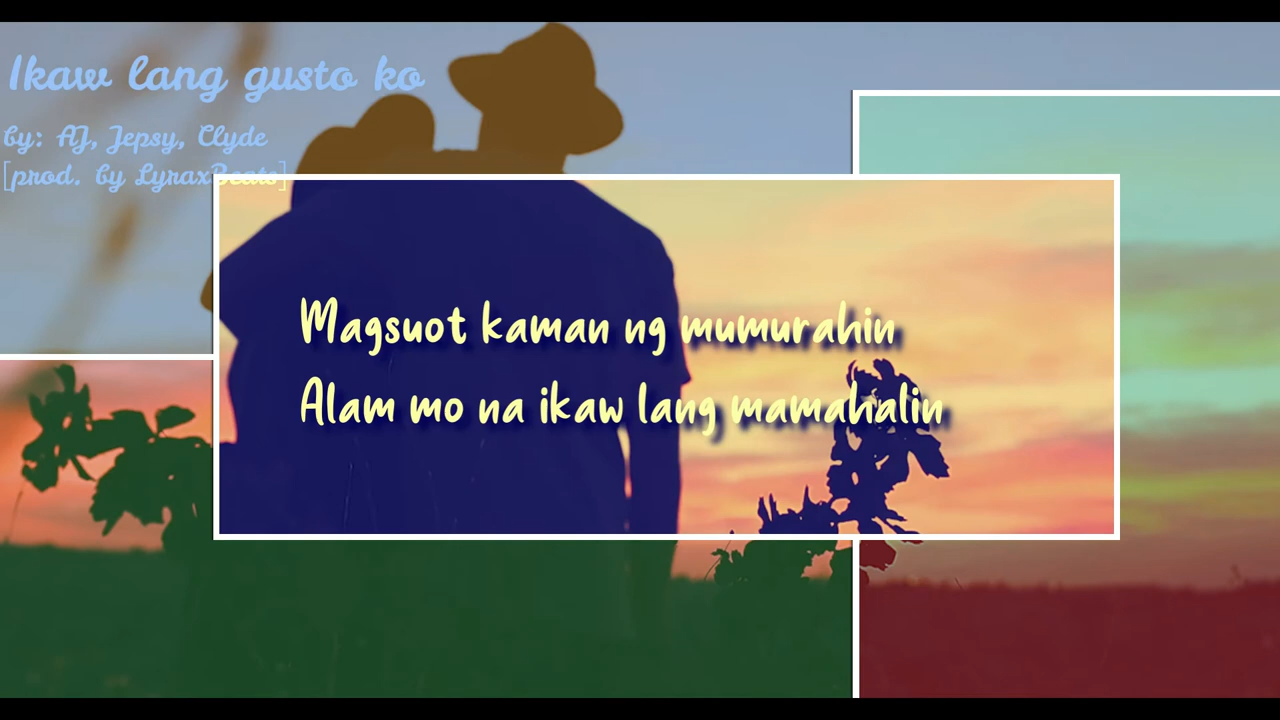 Ikaw lang gusto ko
by: AJ, Jepsy, Clyde
[prod. by LyraxBeats]
Magsuot kaman ng mumurahin
Alam mo na ikaw lang mamahalin